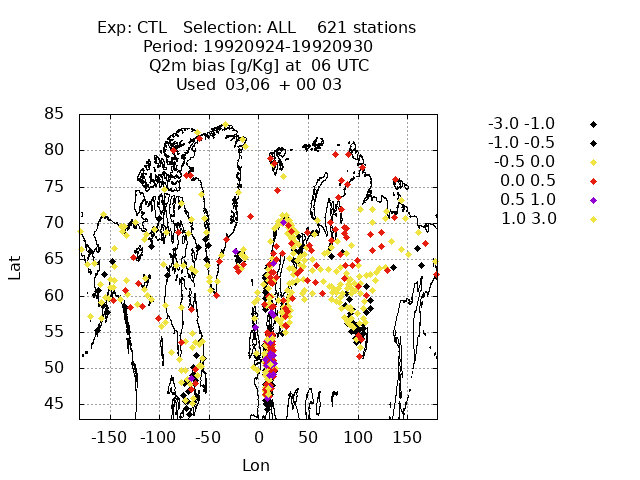 Exp: CTL   Selection: ALL    621 stations
Period: 19920924-19920930
Q2m bias [g/Kg] at  06 UTC
Used  03,06  + 00 03
85
80
75
70
65
60
55
50
45
Lat
-150 -100 -50 0 50 100 150
Lon
-3.0 -1.0
-1.0 -0.5
-0.5 0.0
0.0 0.5
0.5 1.0
1.0 3.0